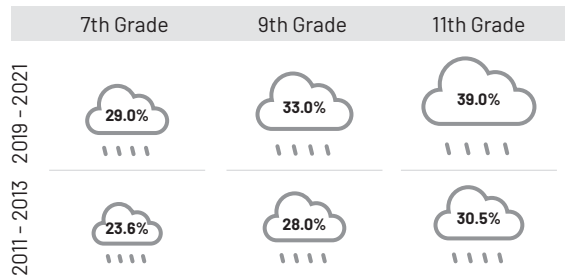 7th Grade 9th Grade 11th Grade
2019 - 2021
29.0% 33.0% 39.0%
2011 - 2013
23.6% 28.0% 30.5%